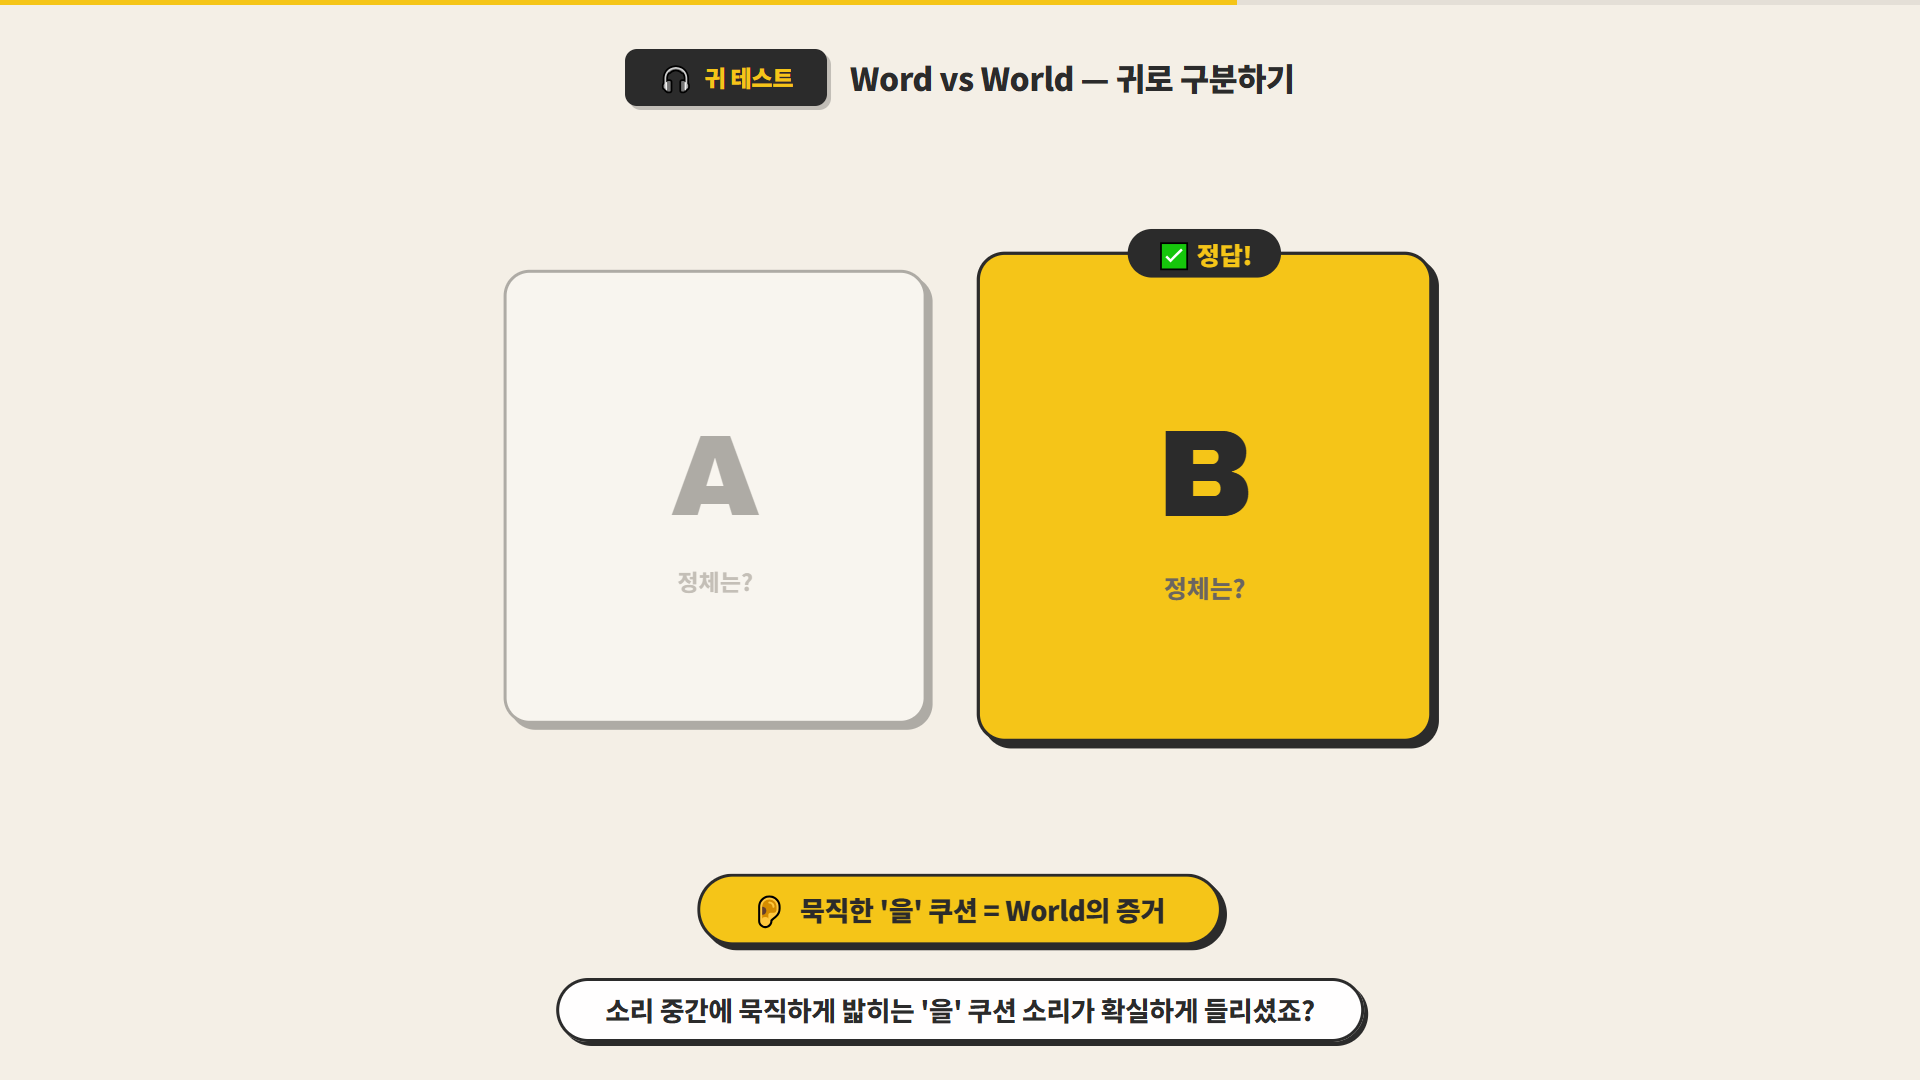 🎧 귀 테스트
Word vs World — 귀로 구분하기
✅ 정답!
A
정체는?
B
정체는?
👂 묵직한 '을' 쿠션 = World의 증거
소리 중간에 묵직하게 밟히는 '을' 쿠션 소리가 확실하게 들리셨죠?